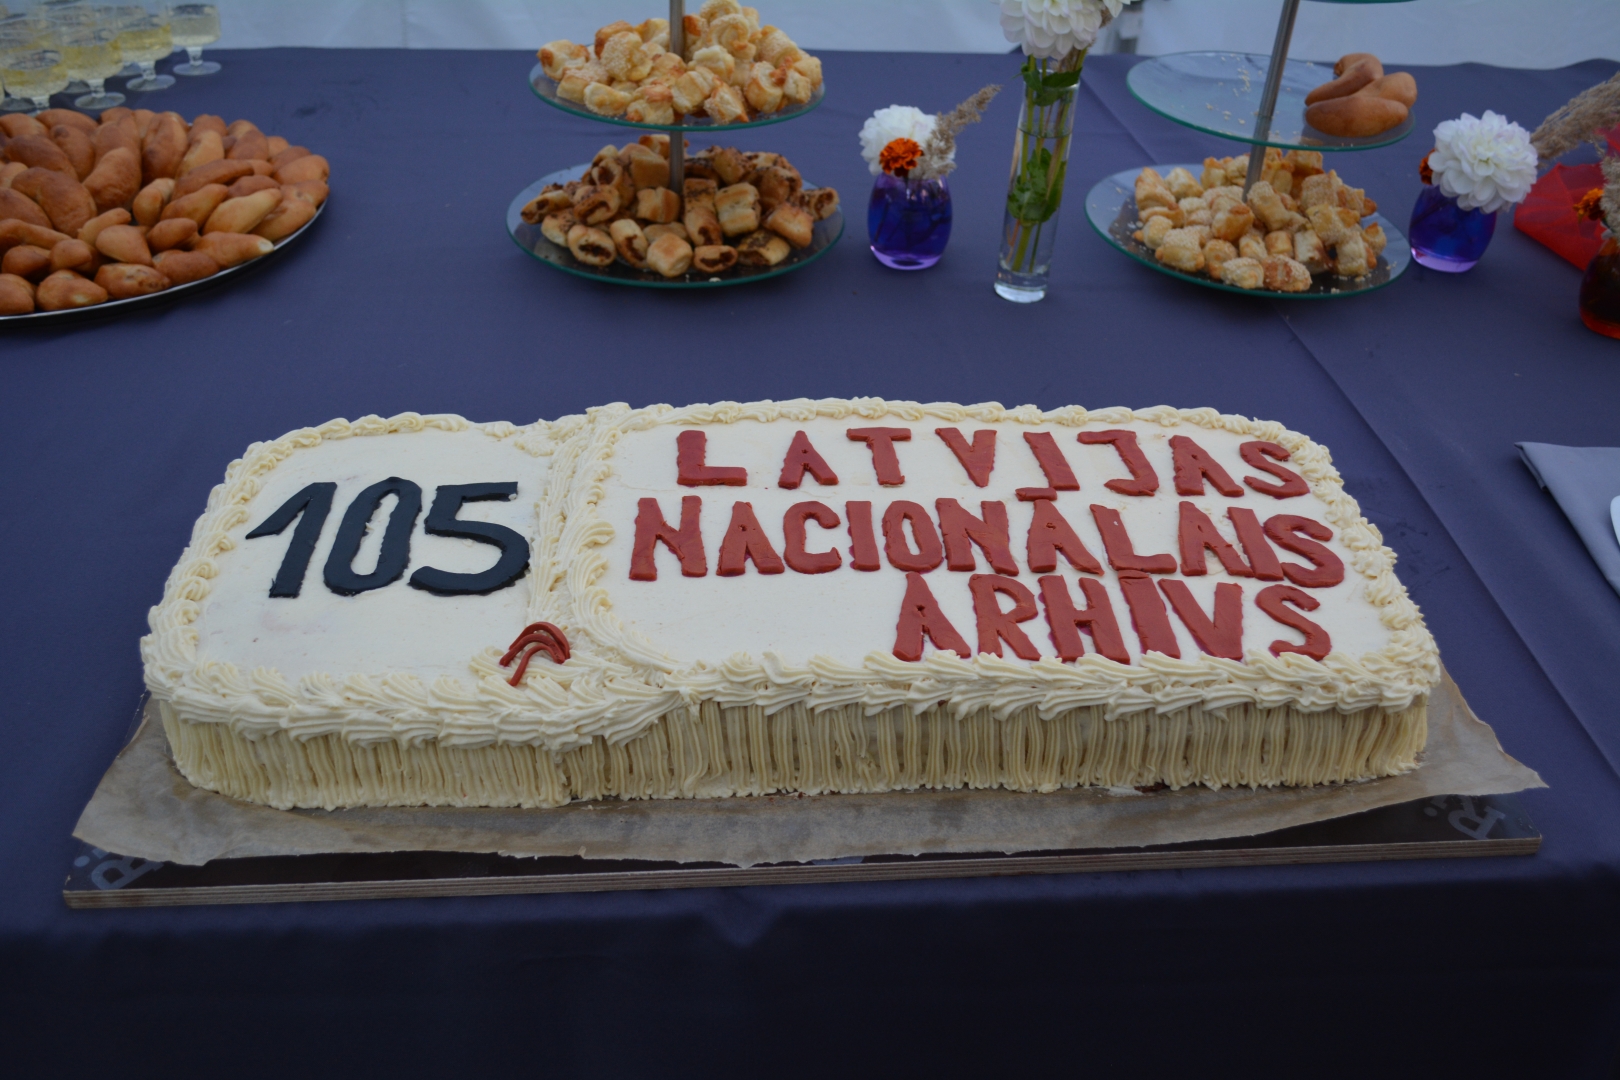 105
LATVIJAS
NACIONĀLAIS
ARHĪVS